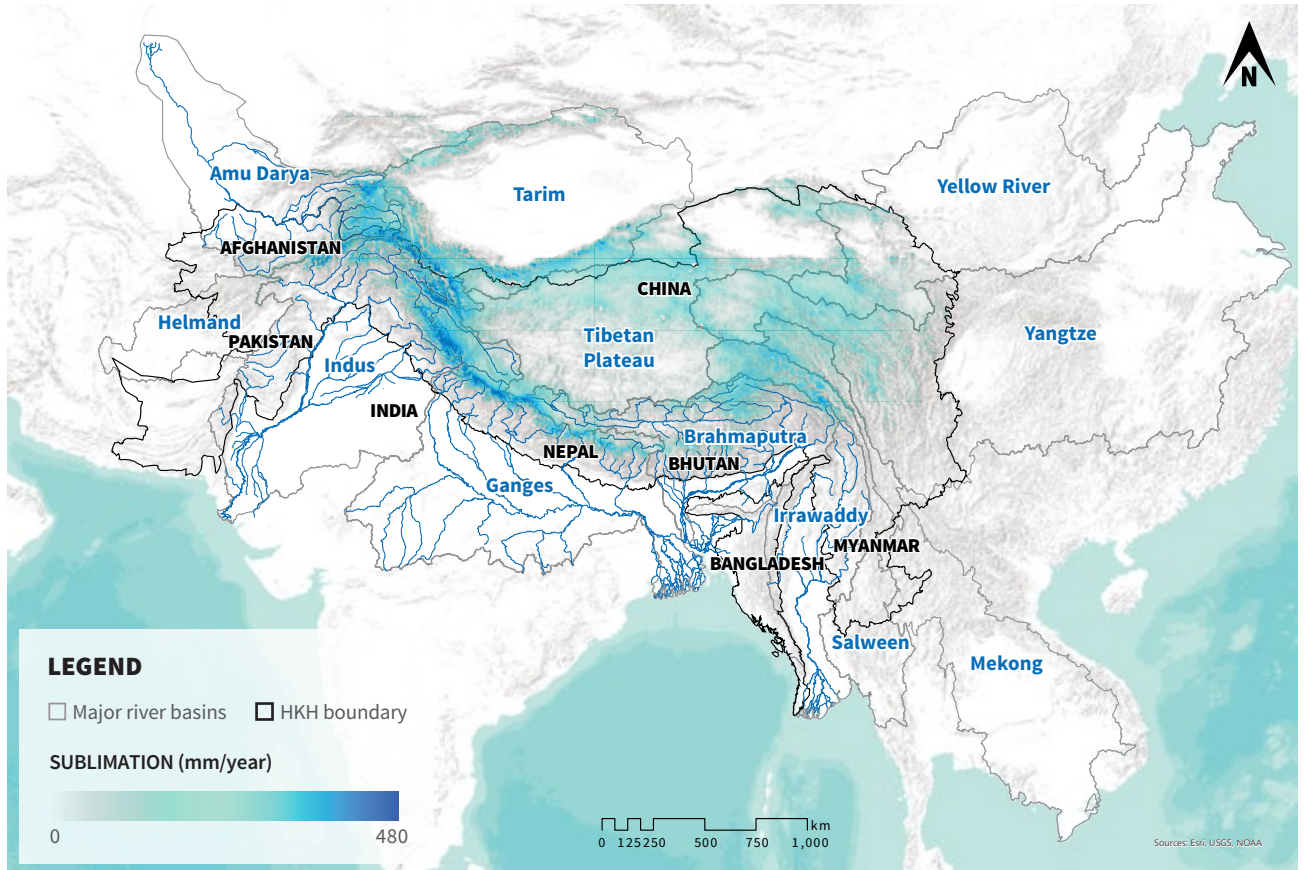 N
Amu Darya
Tarim
Yellow River
AFGHANISTAN
CHINA
Helmand
PAKISTAN
Tibetan
Plateau
Yangtze
Indus
INDIA
Brahmaputra
NEPAL
BHUTAN
Ganges
Irrawaddy
MYANMAR
BANGLADESH
Salween
Mekong
LEGEND
Major river basins
HKH boundary
SUBLIMATION (mm/year)
0 480
km
0 125 250 500 750 1,000
Sources: Esri, USGS, NOAA